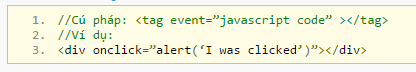 1. //Cú pháp: <tag event=”javascript code” ></tag>
2. //Ví dụ:
3. <div onclick=”alert(‘I was clicked’)”></div>